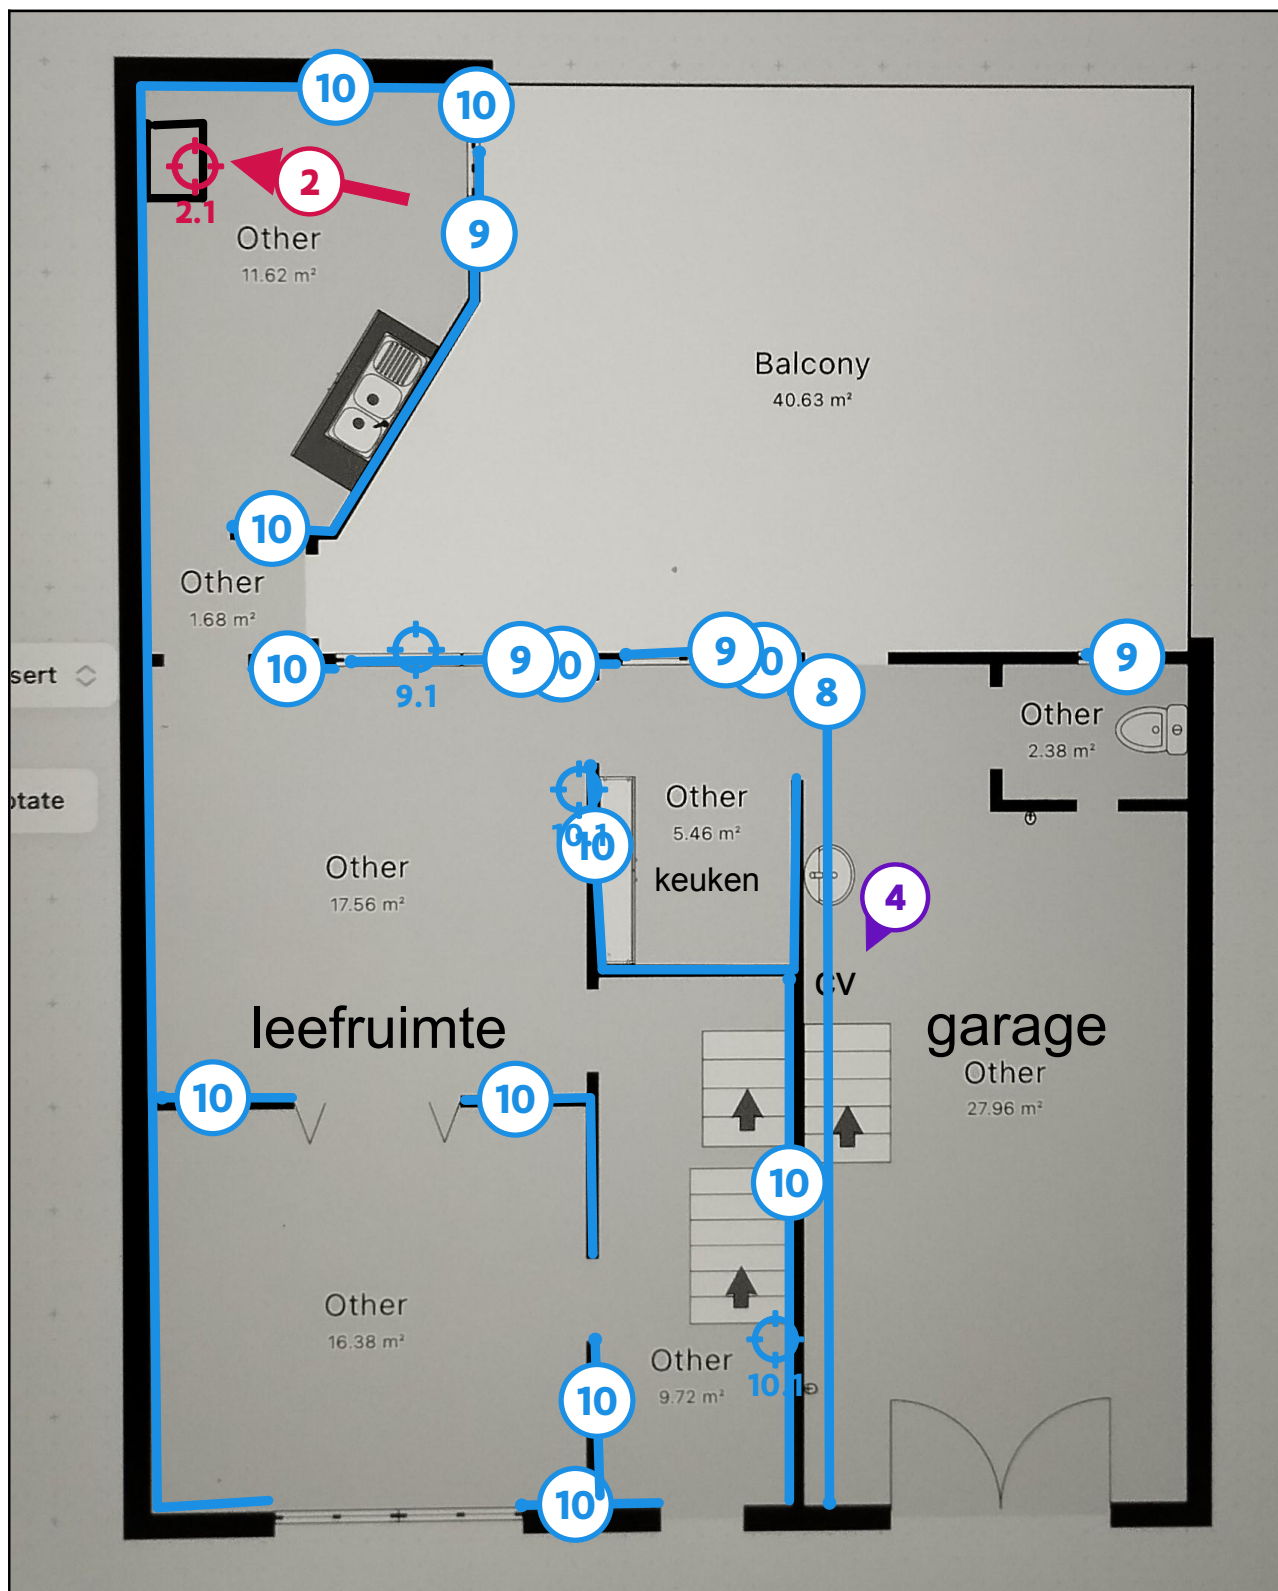 10
10
2
2.1
9
Other
11.62 m²
Balcony
40.63 m²
10
Other
1.68 m²
10
9
9
9
8
9.1
sert
Other
2.38 m²
otate
Other
5.46 m²
10.1
10
keuken
Other
17.56 m²
4
CV
leefruimte
garage
Other
27.96 m²
10
10
10
Other
16.38 m²
Other
9.72 m²
10.1
10
10